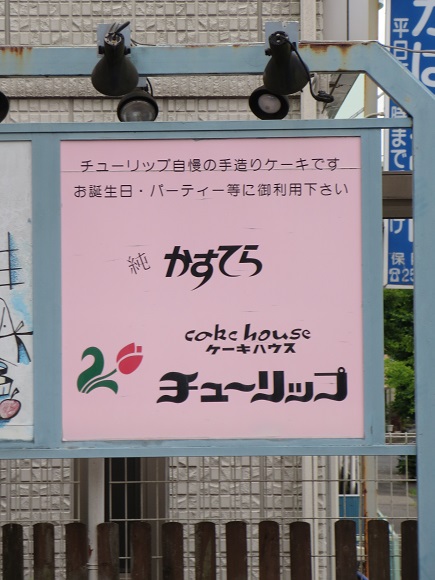 チューリップ自慢の手造りケーキです
お誕生日・パーティー等に御利用下さい
純 かすてら
cake house
ケーキハウス
チューリップ